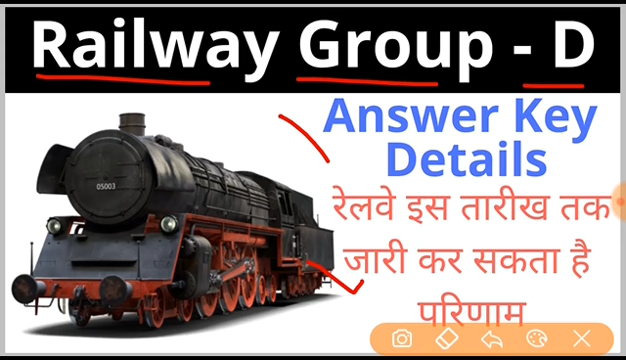 Railway Group - D
Answer Key
Details
05003
रेलवे इस तारीख तक
जारी कर सकता है
परिणाम